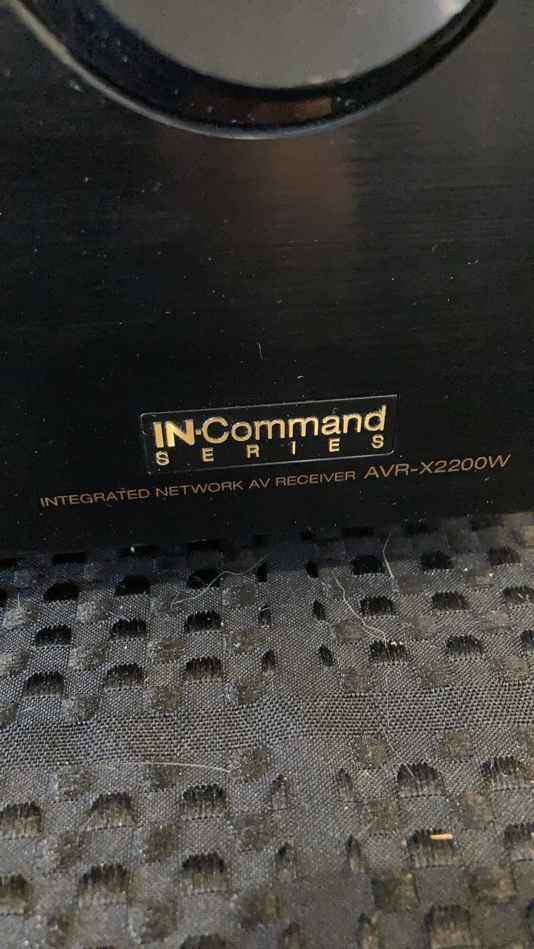 IN·Command
SERIES
INTEGRATED NETWORK AV RECEIVER AVR-X2200W